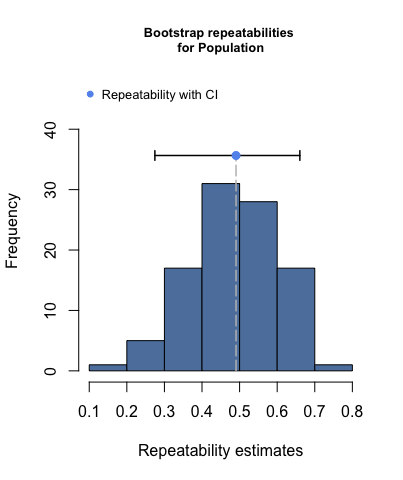 Bootstrap repeatabilities
for Population
Repeatability with CI
Frequency
40
30
20
10
0
0.1 0.2 0.3 0.4 0.5 0.6 0.7 0.8
Repeatability estimates